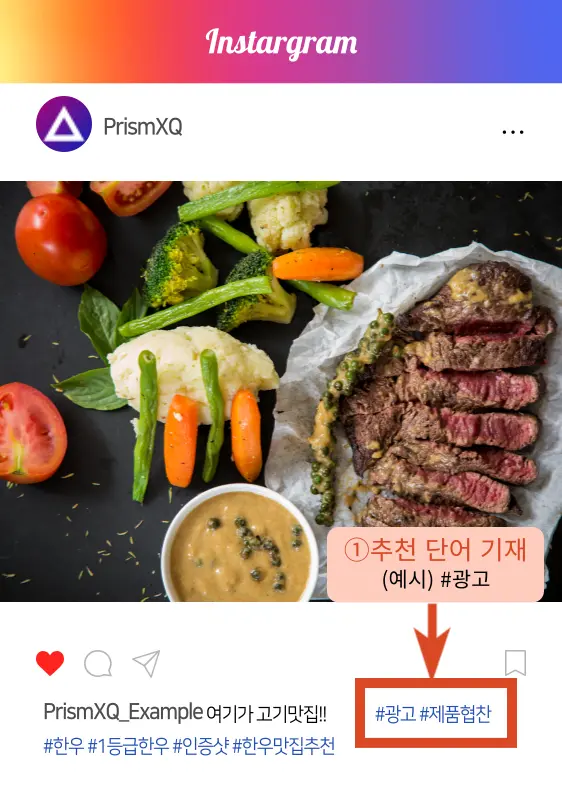 Instargram
PrismXQ
①추천 단어 기재
(예시) #광고
PrismXQ_Example 여기가 고기맛집!! #광고 #제품협찬
#한우 #1등급한우 #인증샷 #한우맛집추천